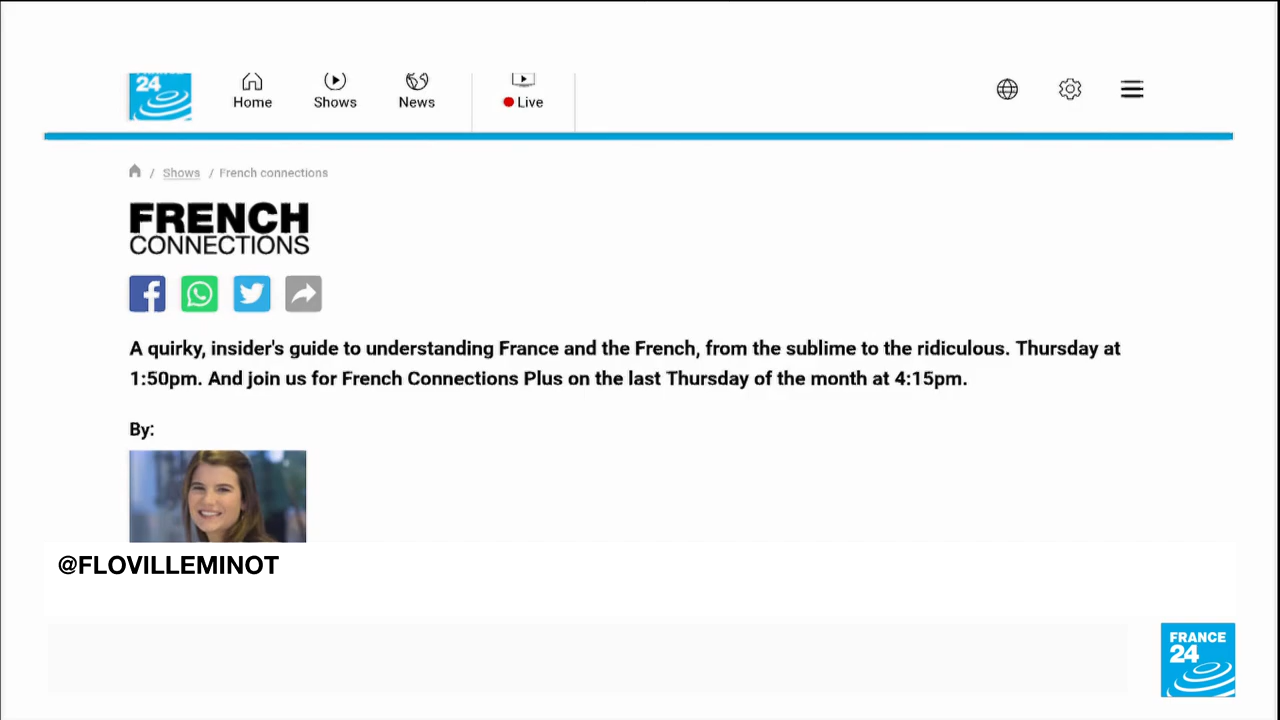 24
Home
Shows
News
Live
/ Shows / French connections
FRENCH
CONNECTIONS
A quirky, insider's guide to understanding France and the French, from the sublime to the ridiculous. Thursday at
1:50pm. And join us for French Connections Plus on the last Thursday of the month at 4:15pm.
By:
@FLOVILLEMINOT
FRANCE
24